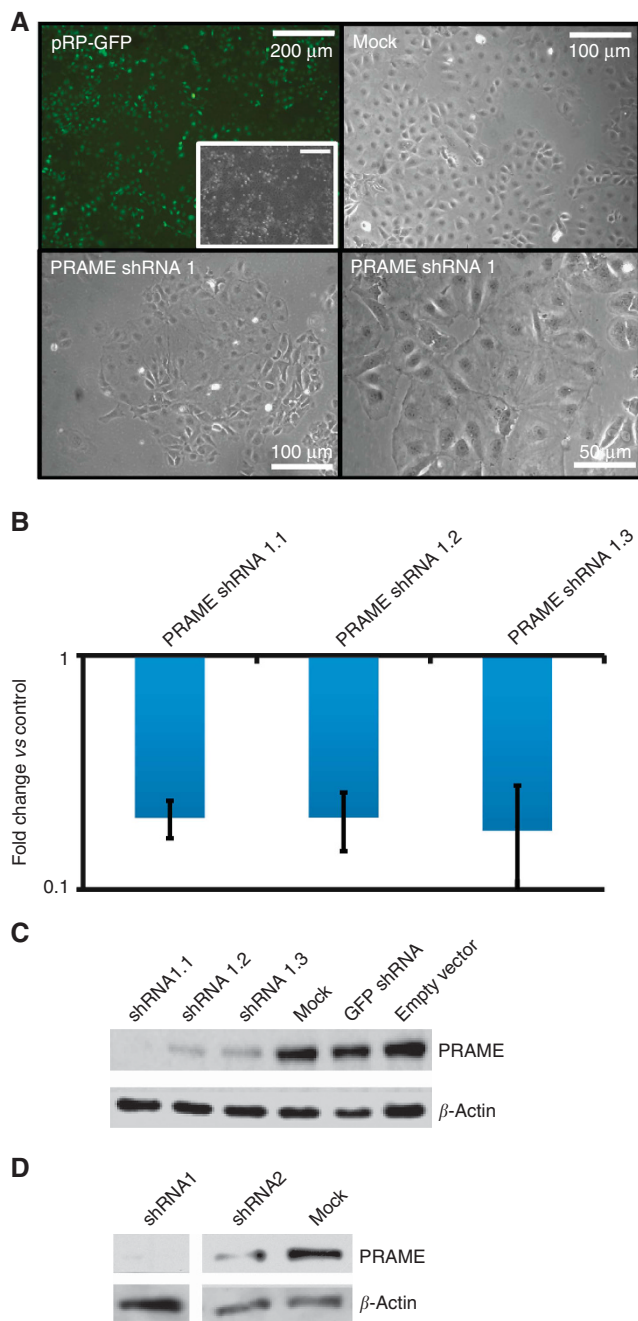 A
pRP-GFP
200 μm
Mock
100 μm
PRAME shRNA 1
100 μm
PRAME shRNA 1
50 μm
B
PRAME shRNA 1.1
PRAME shRNA 1.2
PRAME shRNA 1.3
1
Fold change vs control
0.1
C
shRNA1.1
shRNA 1.2
shRNA 1.3
Mock
GFP shRNA
Empty vector
PRAME
β-Actin
D
shRNA1
shRNA2
Mock
PRAME
β-Actin